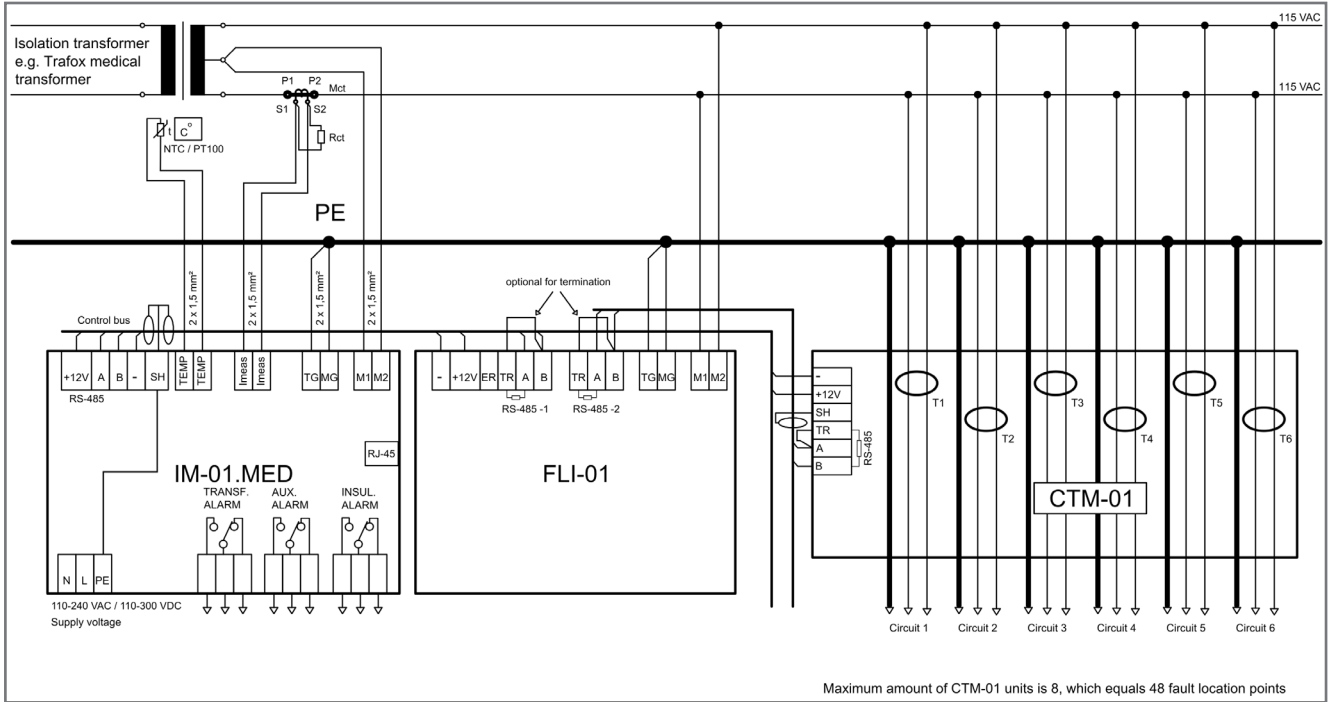 115 VAC
Isolation transformer
e.g. Trafox medical
transformer
P1 P2
Mct
115 VAC
S1 S2
t C°
Rct
NTC / PT100
PE
2 x 1,5 mm²
2 x 1,5 mm²
2 x 1,5 mm²
2 x 1,5 mm²
optional for termination
Control bus
+12V A B - SH
TEMP
TEMP
Imeas
Imeas
TG MG
M1 M2
RS-485
- +12V ER TR A B
TR A B
TG MG
M1 M2
RS-485 -1
RS-485 -2
-
+12V
SH
TR
A
B
RS-485
T1
T2
T3
T4
T5
T6
RJ-45
IM-01.MED
FLI-01
CTM-01
TRANSF.
ALARM
AUX.
ALARM
INSUL.
ALARM
N L PE
110-240 VAC / 110-300 VDC
Supply voltage
Circuit 1
Circuit 2
Circuit 3
Circuit 4
Circuit 5
Circuit 6
Maximum amount of CTM-01 units is 8, which equals 48 fault location points